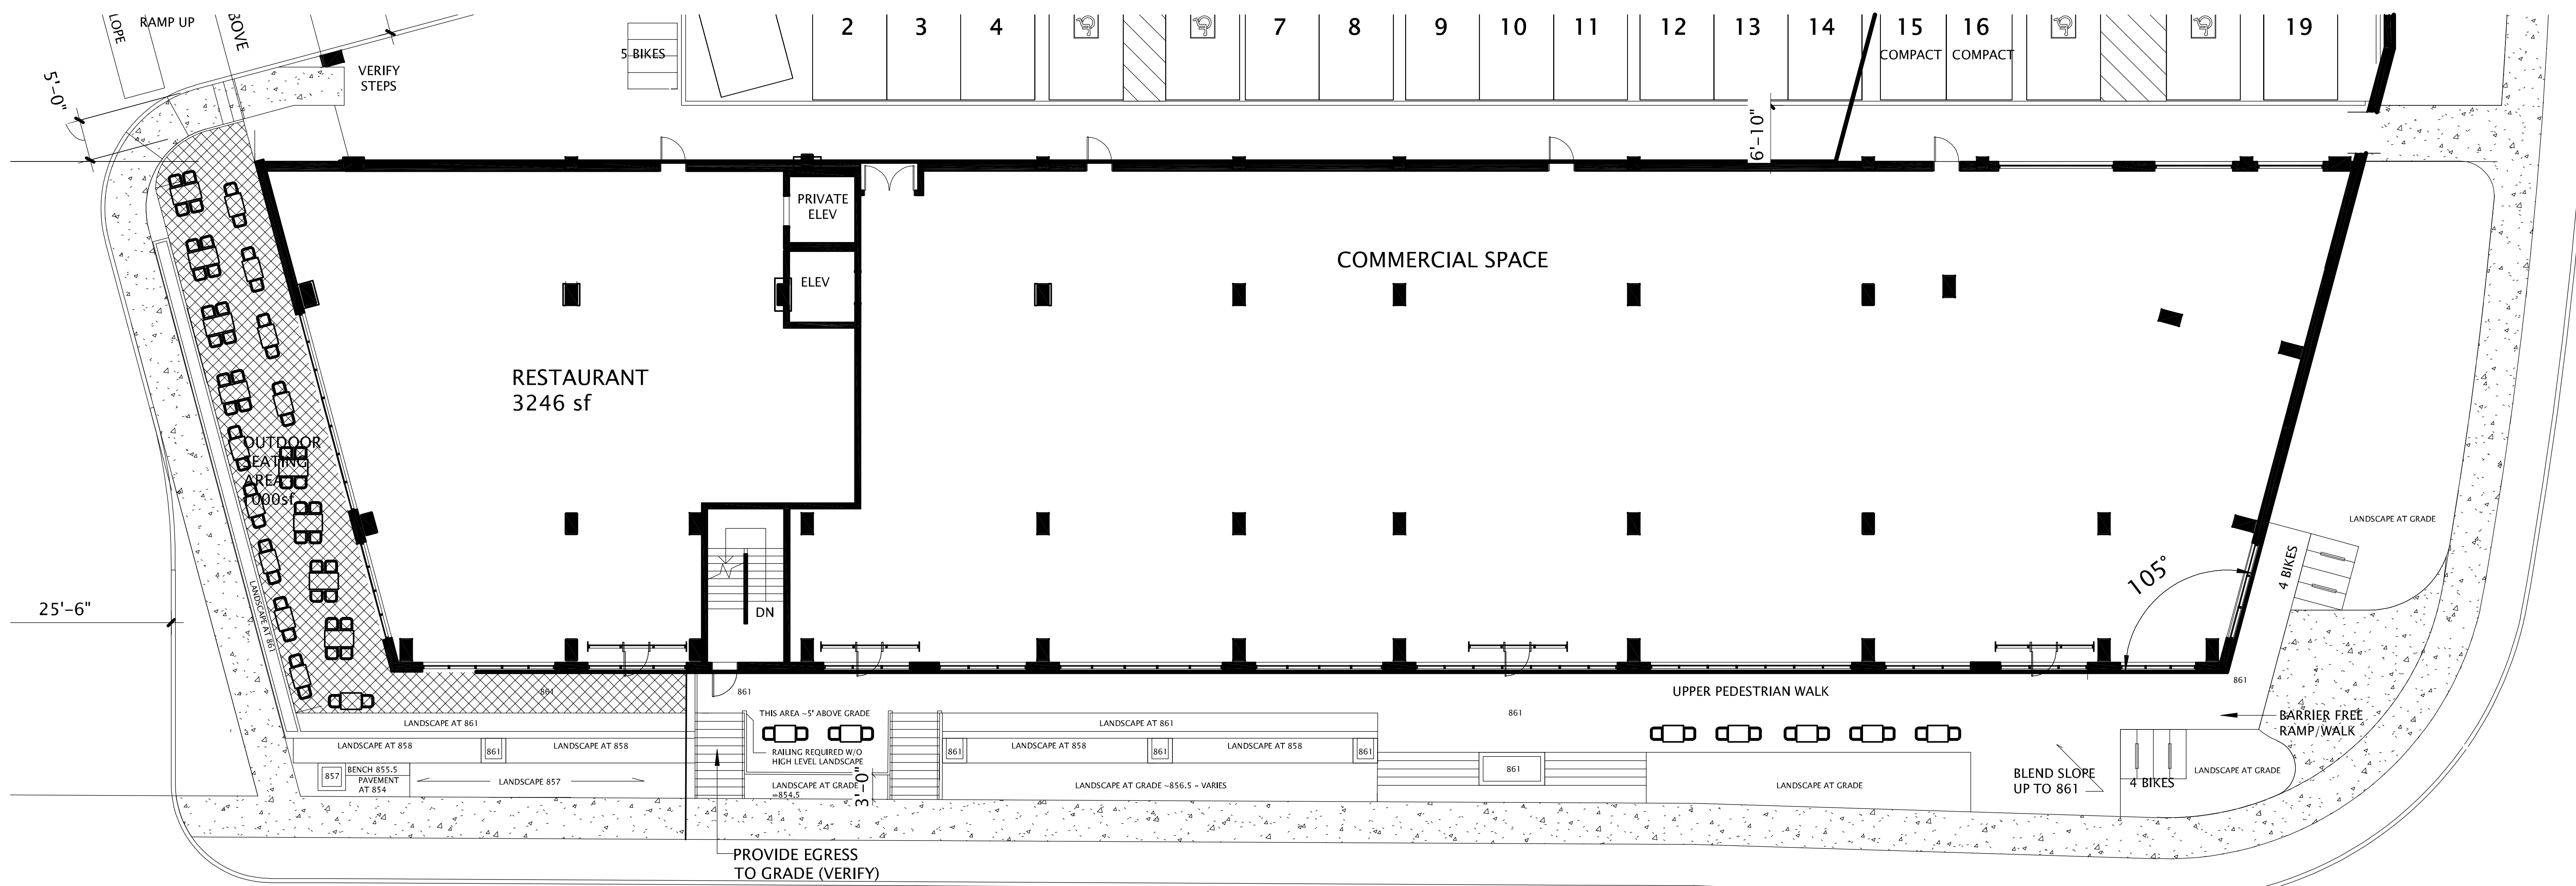 LOPE
RAMP UP
BOVE
5'-0"
VERIFY
STEPS
5 BIKES
2
3
4
7
8
9
10
11
12
13
14
15
COMPACT
16
COMPACT
19
6'-10"
PRIVATE
ELEV
ELEV
COMMERCIAL SPACE
RESTAURANT
3246 sf
OUTDOOR
SEATING
AREA
000sf
LANDSCAPE AT 861
25'-6"
DN
105°
4 BIKES
LANDSCAPE AT GRADE
861
861
THIS AREA ~5' ABOVE GRADE
RAILING REQUIRED W/O
HIGH LEVEL LANDSCAPE
LANDSCAPE AT GRADE
=854.5
3'-0"
LANDSCAPE AT 861
LANDSCAPE AT 858
861
LANDSCAPE AT 858
857
BENCH 855.5
PAVEMENT
AT 854
LANDSCAPE 857
LANDSCAPE AT 861
861
LANDSCAPE AT 858
861
LANDSCAPE AT 858
861
LANDSCAPE AT GRADE ~856.5 - VARIES
861
861
UPPER PEDESTRIAN WALK
861
LANDSCAPE AT GRADE
BARRIER FREE
RAMP/WALK
BLEND SLOPE
UP TO 861
4 BIKES
LANDSCAPE AT GRADE
PROVIDE EGRESS
TO GRADE (VERIFY)